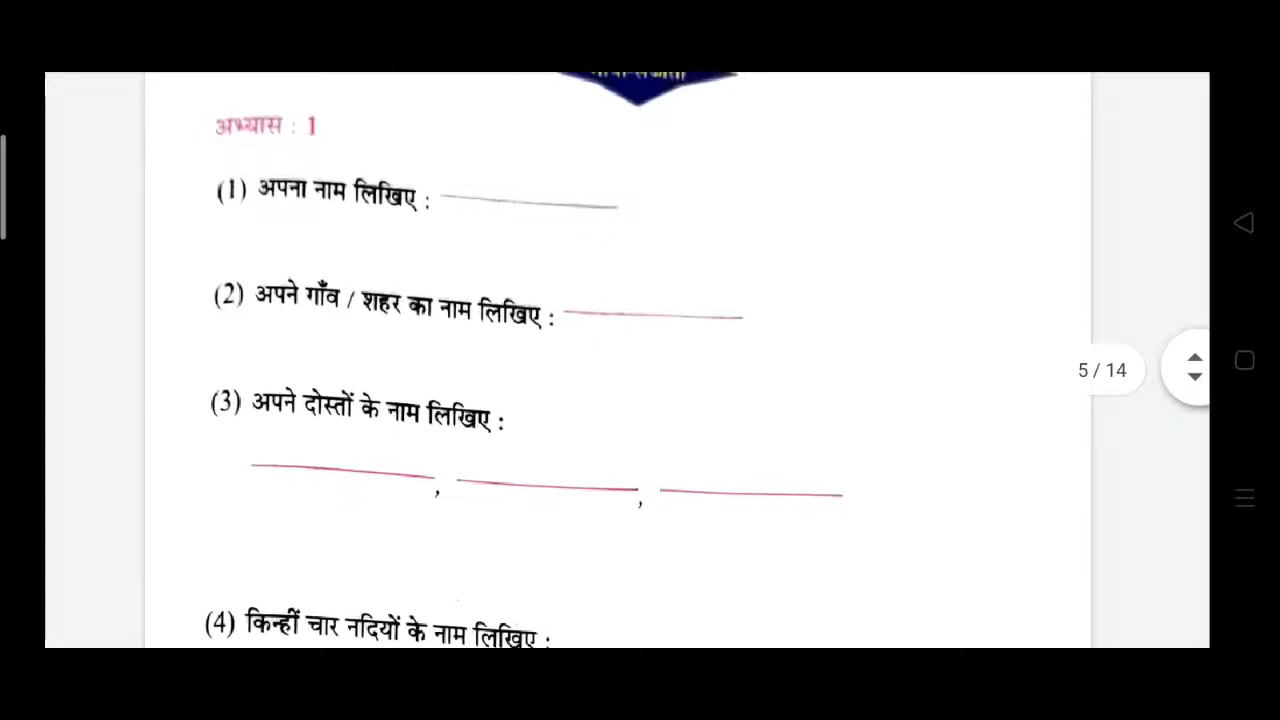 अभ्यास : 1
(1) अपना नाम लिखिए :
(2) अपने गाँव / शहर का नाम लिखिए :
(3) अपने दोस्तों के नाम लिखिए :
, ,
5 / 14
(4) किन्हीं चार नदियों के नाम लिखिए :